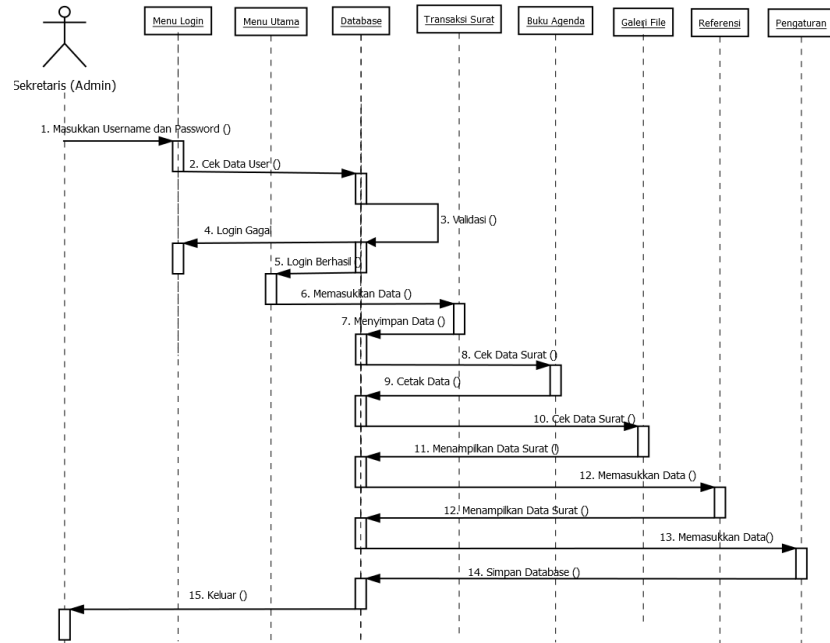 Menu Login
Menu Utama
Database
Transaksi Surat
Buku Agenda
Galeri File
Referensi
Pengaturan
Sekretaris (Admin)
1. Masukkan Username dan Password ()
2. Cek Data User ()
3. Validasi ()
4. Login Gagal
5. Login Berhasil ()
6. Memasukkan Data ()
7. Menyimpan Data ()
8. Cek Data Surat ()
9. Cetak Data ()
10. Cek Data Surat ()
11. Menampilkan Data Surat ()
12. Memasukkan Data ()
12. Menampilkan Data Surat ()
13. Memasukkan Data()
14. Simpan Database ()
15. Keluar ()